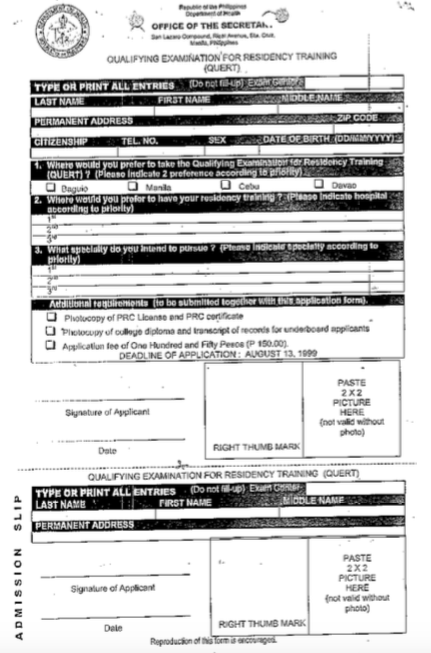 Republic of the Philippines
Department of Health
OFFICE OF THE SECRETARY
San Lazaro Compound, Rizal Avenue, Sta. Cruz,
Manila, Philippines
QUALIFYING EXAMINATION FOR RESIDENCY TRAINING
(QUERT)
TYPE OR PRINT ALL ENTRIES (Do not fill-up) Exam Center:
LAST NAME FIRST NAME MIDDLE NAME
PERMANENT ADDRESS ZIP CODE
CITIZENSHIP TEL. NO. SEX DATE OF BIRTH (DD/MM/YYYY)
1. Where would you prefer to take the Qualifying Examination for Residency Training
(QUERT) ? (Please indicate 2 preference according to priority)
Baguio Manila Cebu Davao
2. Where would you prefer to have your residency training ? (Please indicate hospital
according to priority)
1st
2nd
3rd
3. What specialty do you intend to pursue ? (Please indicate specialty according to
priority)
1st
2nd
3rd
Additional requirements (to be submitted together with this application form).
Photocopy of PRC License and PRC certificate
Photocopy of college diploma and transcript of records for underboard applicants
Application fee of One Hundred and Fifty Pesos (P 150.00).
DEADLINE OF APPLICATION : AUGUST 13, 1999
Signature of Applicant
Date
RIGHT THUMB MARK
PASTE
2 X 2
PICTURE
HERE
(not valid without
photo)
ADMISSION SLIP
QUALIFYING EXAMINATION FOR RESIDENCY TRAINING (QUERT)
TYPE OR PRINT ALL ENTRIES (Do not fill-up) Exam Center:
LAST NAME FIRST NAME MIDDLE NAME
PERMANENT ADDRESS
Signature of Applicant
Date
RIGHT THUMB MARK
PASTE
2 X 2
PICTURE
HERE
(not valid without
photo)
Reproduction of this form is encouraged.